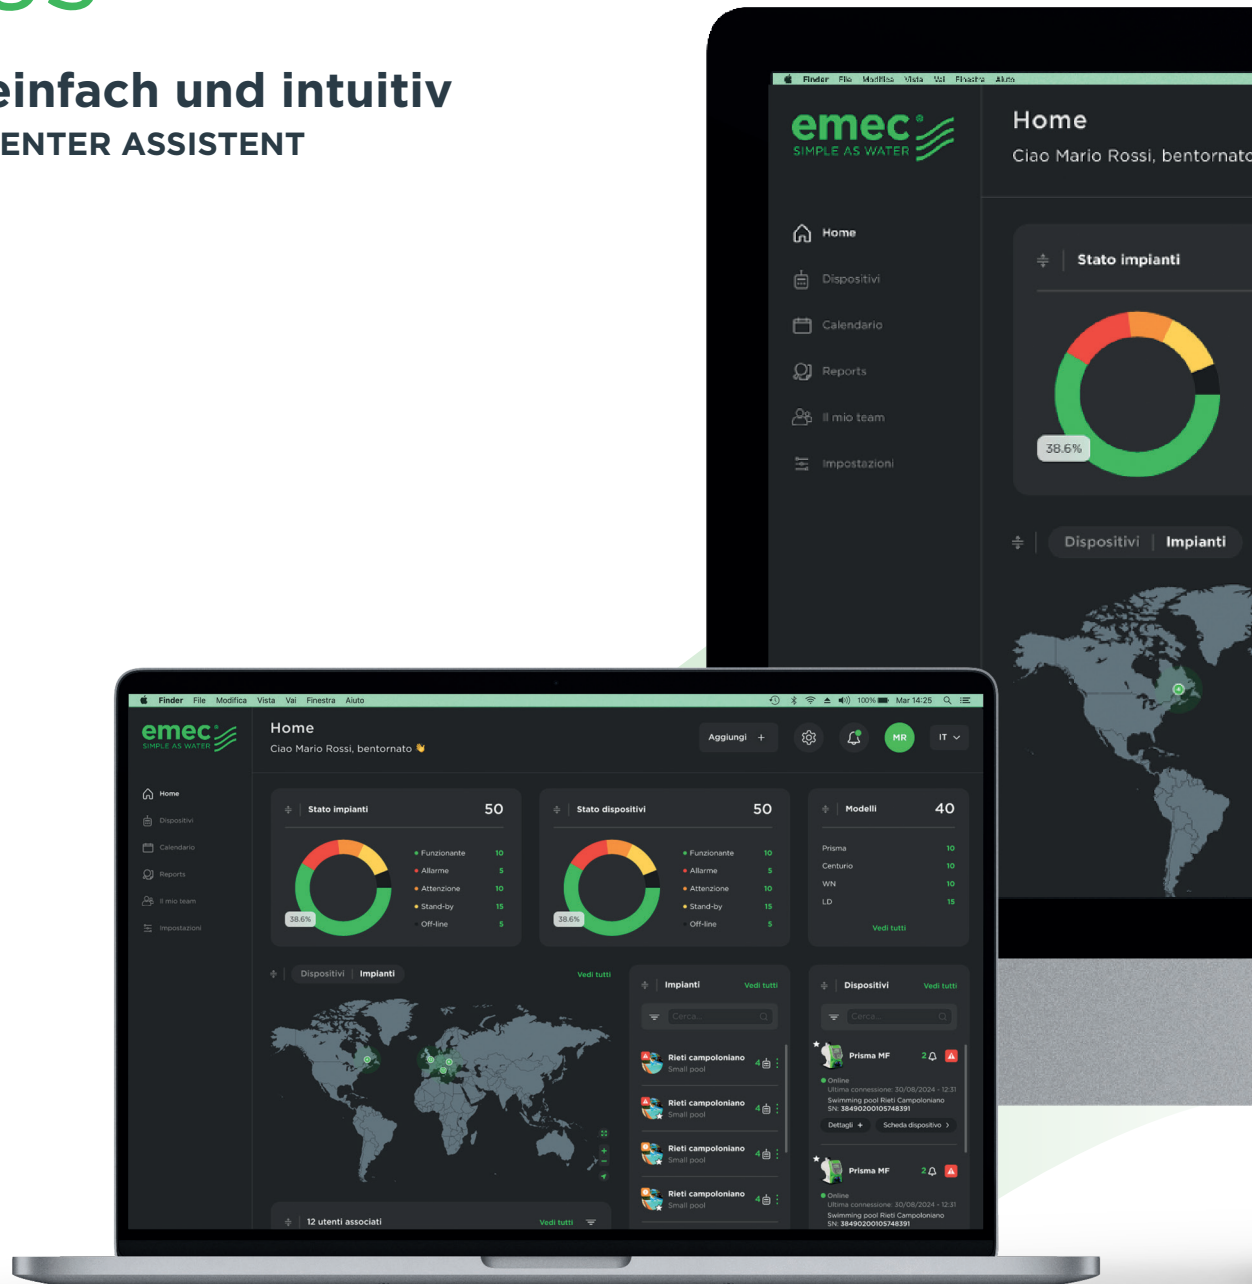 einfach und intuitiv
ENTER ASSISTENT
Finder File Modifica Vista Vai Finestra Aiuto
emec
SIMPLE AS WATER
Home
Ciao Mario Rossi, bentornato
Home
Dispositivi
Calendario
Reports
Il mio team
Impostazioni
Stato impianti
38.6%
Dispositivi | Impianti
Finder File Modifica Vista Vai Finestra Aiuto
100% Mar 14:25
emec
SIMPLE AS WATER
Home
Ciao Mario Rossi, bentornato 👋
Aggiungi +
MR
IT
Home
Dispositivi
Calendario
Reports
Il mio team
Impostazioni
Stato impianti 50
38.6%
Funzionante 10
Allarme 5
Attenzione 10
Stand-by 15
Off-line 5
Stato dispositivi 50
38.6%
Funzionante 10
Allarme 5
Attenzione 10
Stand-by 15
Off-line 5
Modelli 40
Prisma 10
Centurio 10
WN 10
LD 15
Vedi tutti
Dispositivi | Impianti
Vedi tutti
12 utenti associati Vedi tutti
Impianti Vedi tutti
Cerca...
Rieti campoloniano 4
Small pool
Rieti campoloniano 4
Small pool
Rieti campoloniano 4
Small pool
Rieti campoloniano 4
Small pool
Dispositivi Vedi tutti
Cerca...
Prisma MF 2
Online
Ultima connessione: 30/08/2024 - 12:31
Swimming pool Rieti Campoloniano
SN: 38490200105748391
Dettagli + Scheda dispositivo >
Prisma MF 2
Online
Ultima connessione: 30/08/2024 - 12:31
Swimming pool Rieti Campoloniano
SN: 38490200105748391